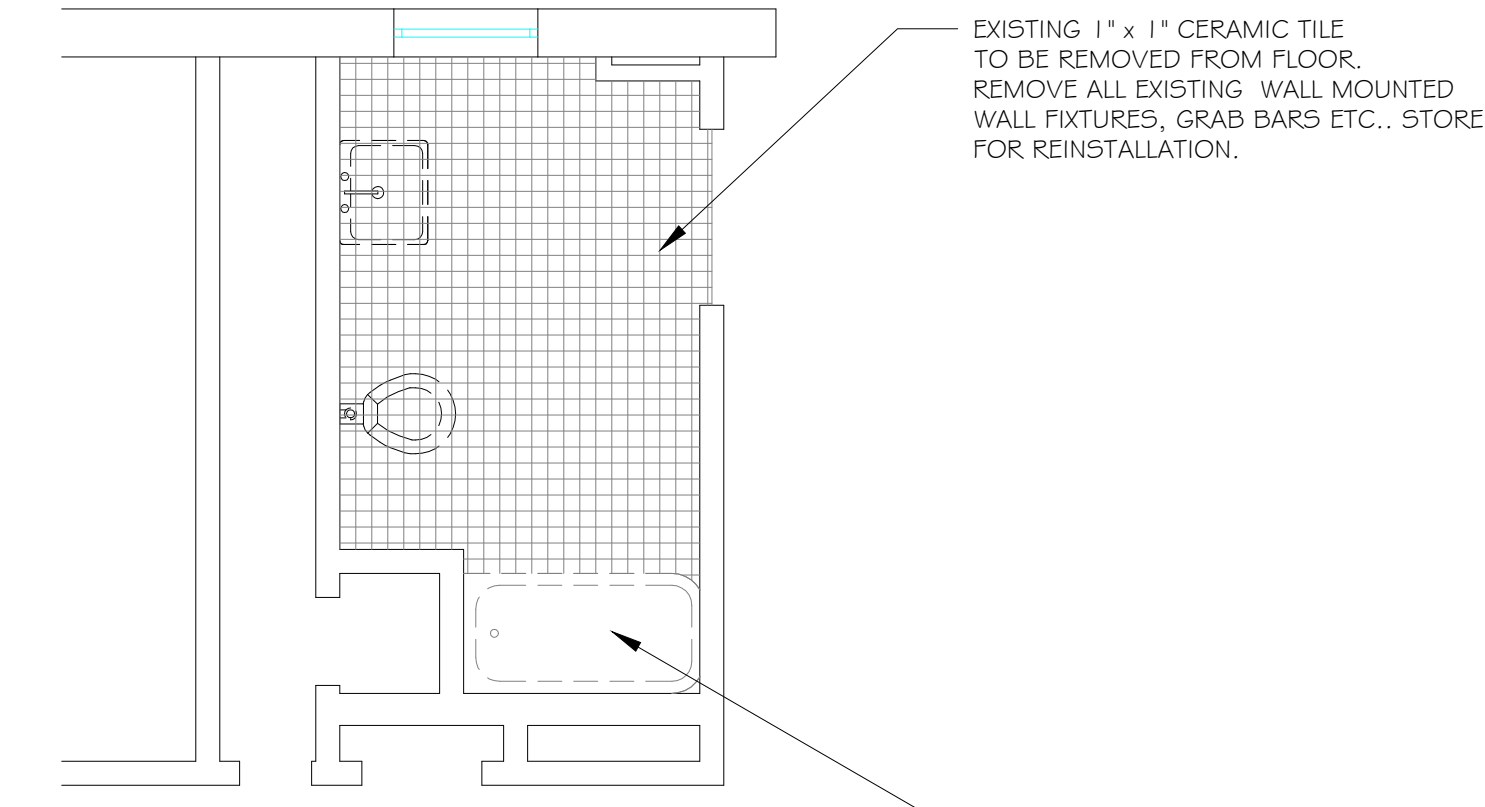 EXISTING 1" x 1" CERAMIC TILE
TO BE REMOVED FROM FLOOR.
REMOVE ALL EXISTING WALL MOUNTED
WALL FIXTURES, GRAB BARS ETC.. STORE
FOR REINSTALLATION.